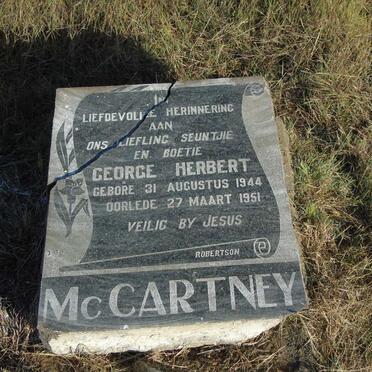 IN
LIEFDEVOLLE HERINNERING
AAN
ONS LIEFLING SEUNTJIE
EN BOETIE
GEORGE HERBERT
GEBORE 31 AUGUSTUS 1944
OORLEDE 27 MAART 1951
VEILIG BY JESUS
ROBERTSON
MCCARTNEY